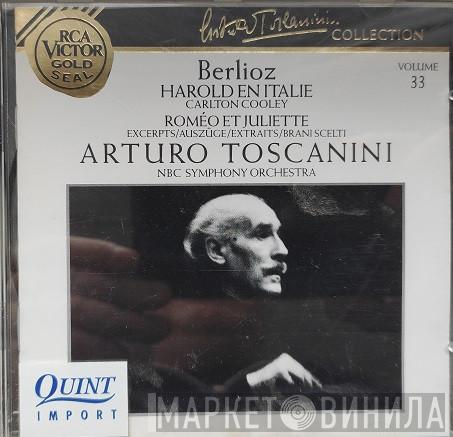 RCA
VICTOR
GOLD
SEAL
Arturo Toscanini
COLLECTION
VOLUME
33
Berlioz
HAROLD EN ITALIE
CARLTON COOLEY
ROMÉO ET JULIETTE
EXCERPTS/AUSZÜGE/EXTRAITS/BRANI SCELTI
ARTURO TOSCANINI
NBC SYMPHONY ORCHESTRA
QUINT
IMPORT
МАРКЕТ ВИНИЛА